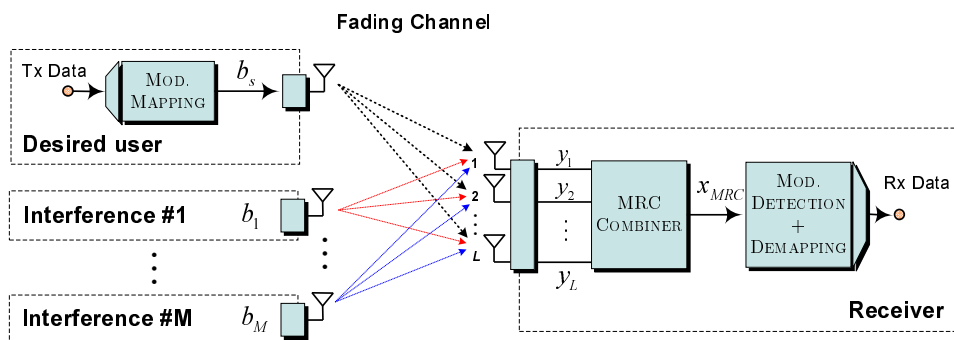 Fading Channel
Tx Data
MOD.
MAPPING
b_s
Desired user
Interference #1
b_1
Interference #M
b_M
1
2
L
y_1
y_2
y_L
MRC
COMBINER
x_MRC
MOD.
DETECTION
+
DEMAPPING
Rx Data
Receiver